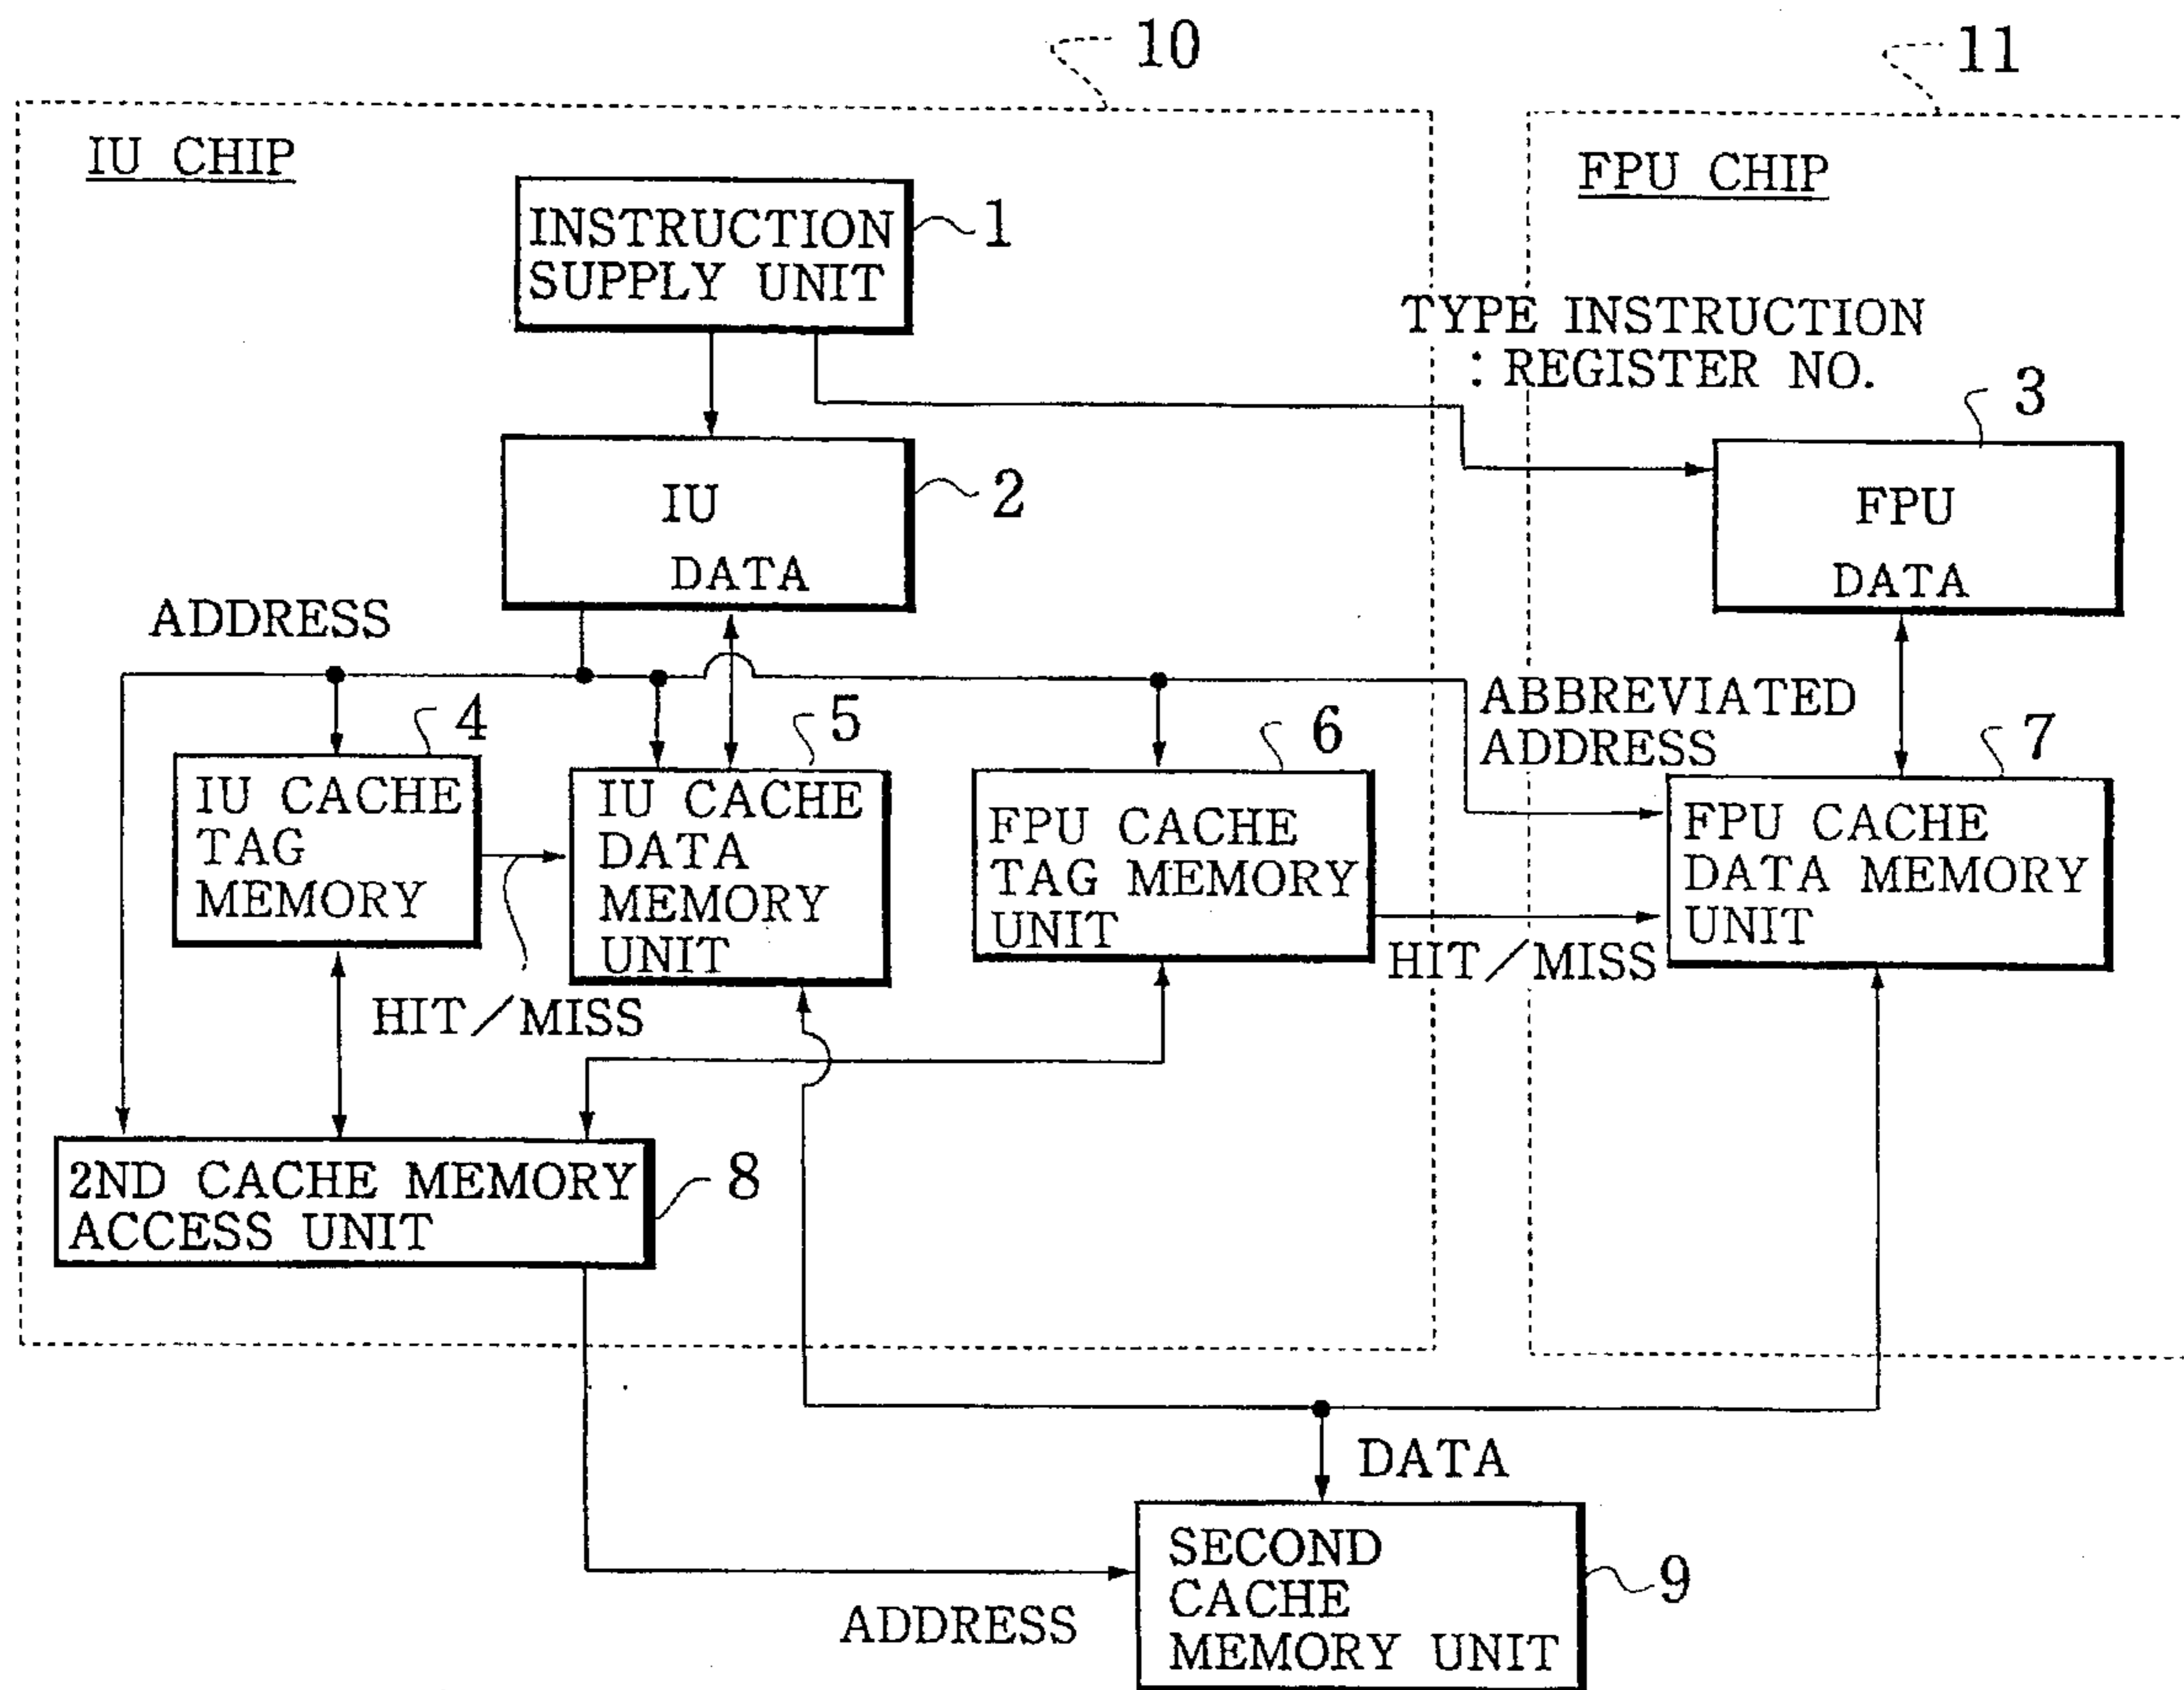 10
11
IU CHIP
FPU CHIP
INSTRUCTION
SUPPLY UNIT
1
TYPE INSTRUCTION
: REGISTER NO.
3
IU
DATA
2
FPU
DATA
ADDRESS
ABBREVIATED
ADDRESS
4
5
6
7
IU CACHE
TAG
MEMORY
IU CACHE
DATA
MEMORY
UNIT
FPU CACHE
TAG MEMORY
UNIT
FPU CACHE
DATA MEMORY
UNIT
HIT/MISS
HIT/MISS
2ND CACHE MEMORY
ACCESS UNIT
8
DATA
SECOND
CACHE
MEMORY UNIT
9
ADDRESS